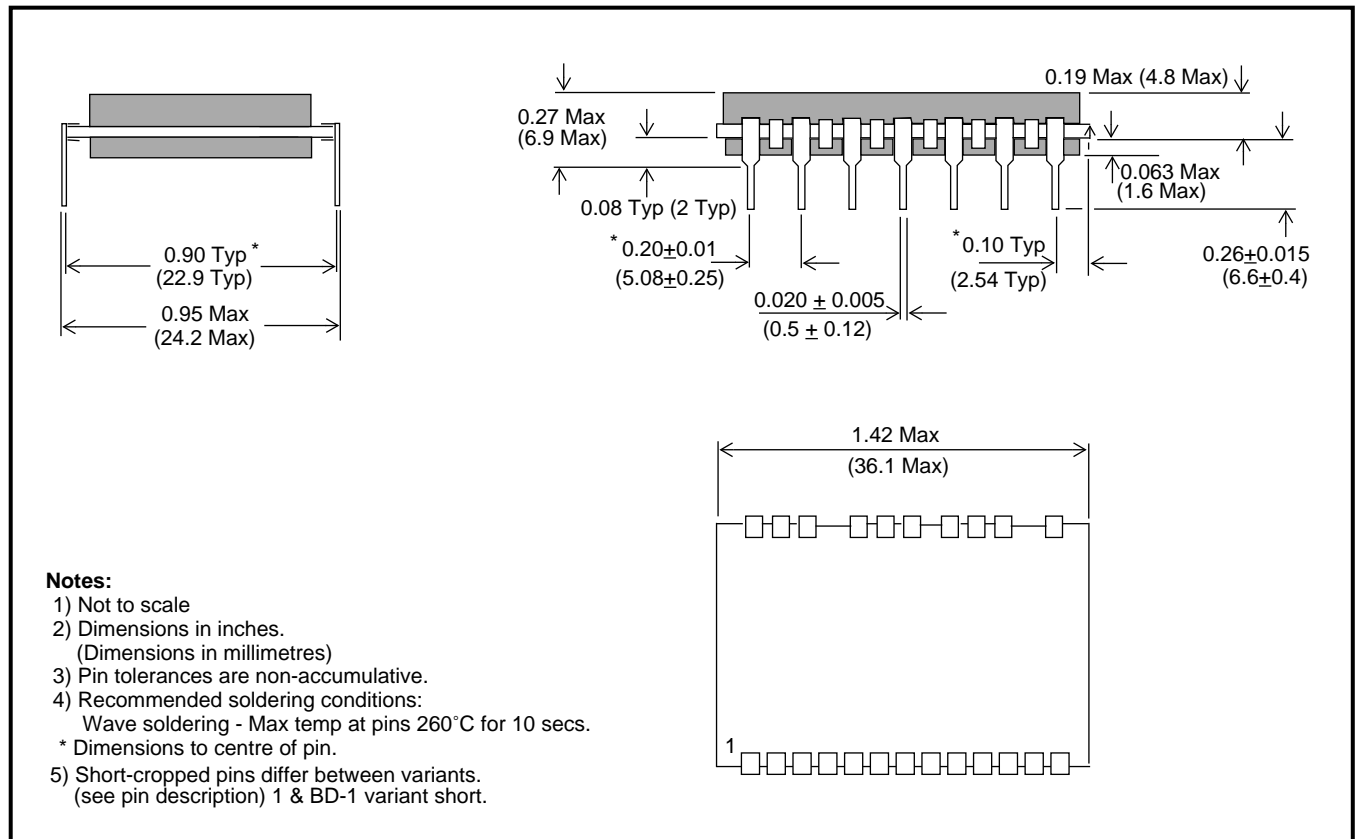 0.19 Max (4.8 Max)
0.27 Max
(6.9 Max)
0.063 Max
(1.6 Max)
0.08 Typ (2 Typ)
0.90 Typ *
(22.9 Typ)
* 0.20±0.01
(5.08±0.25)
* 0.10 Typ
(2.54 Typ)
0.26±0.015
(6.6±0.4)
0.95 Max
(24.2 Max)
0.020 ± 0.005
(0.5 ± 0.12)
1.42 Max
(36.1 Max)
1
Notes:
1) Not to scale
2) Dimensions in inches.
(Dimensions in millimetres)
3) Pin tolerances are non-accumulative.
4) Recommended soldering conditions:
Wave soldering - Max temp at pins 260°C for 10 secs.
* Dimensions to centre of pin.
5) Short-cropped pins differ between variants.
(see pin description) 1 & BD-1 variant short.